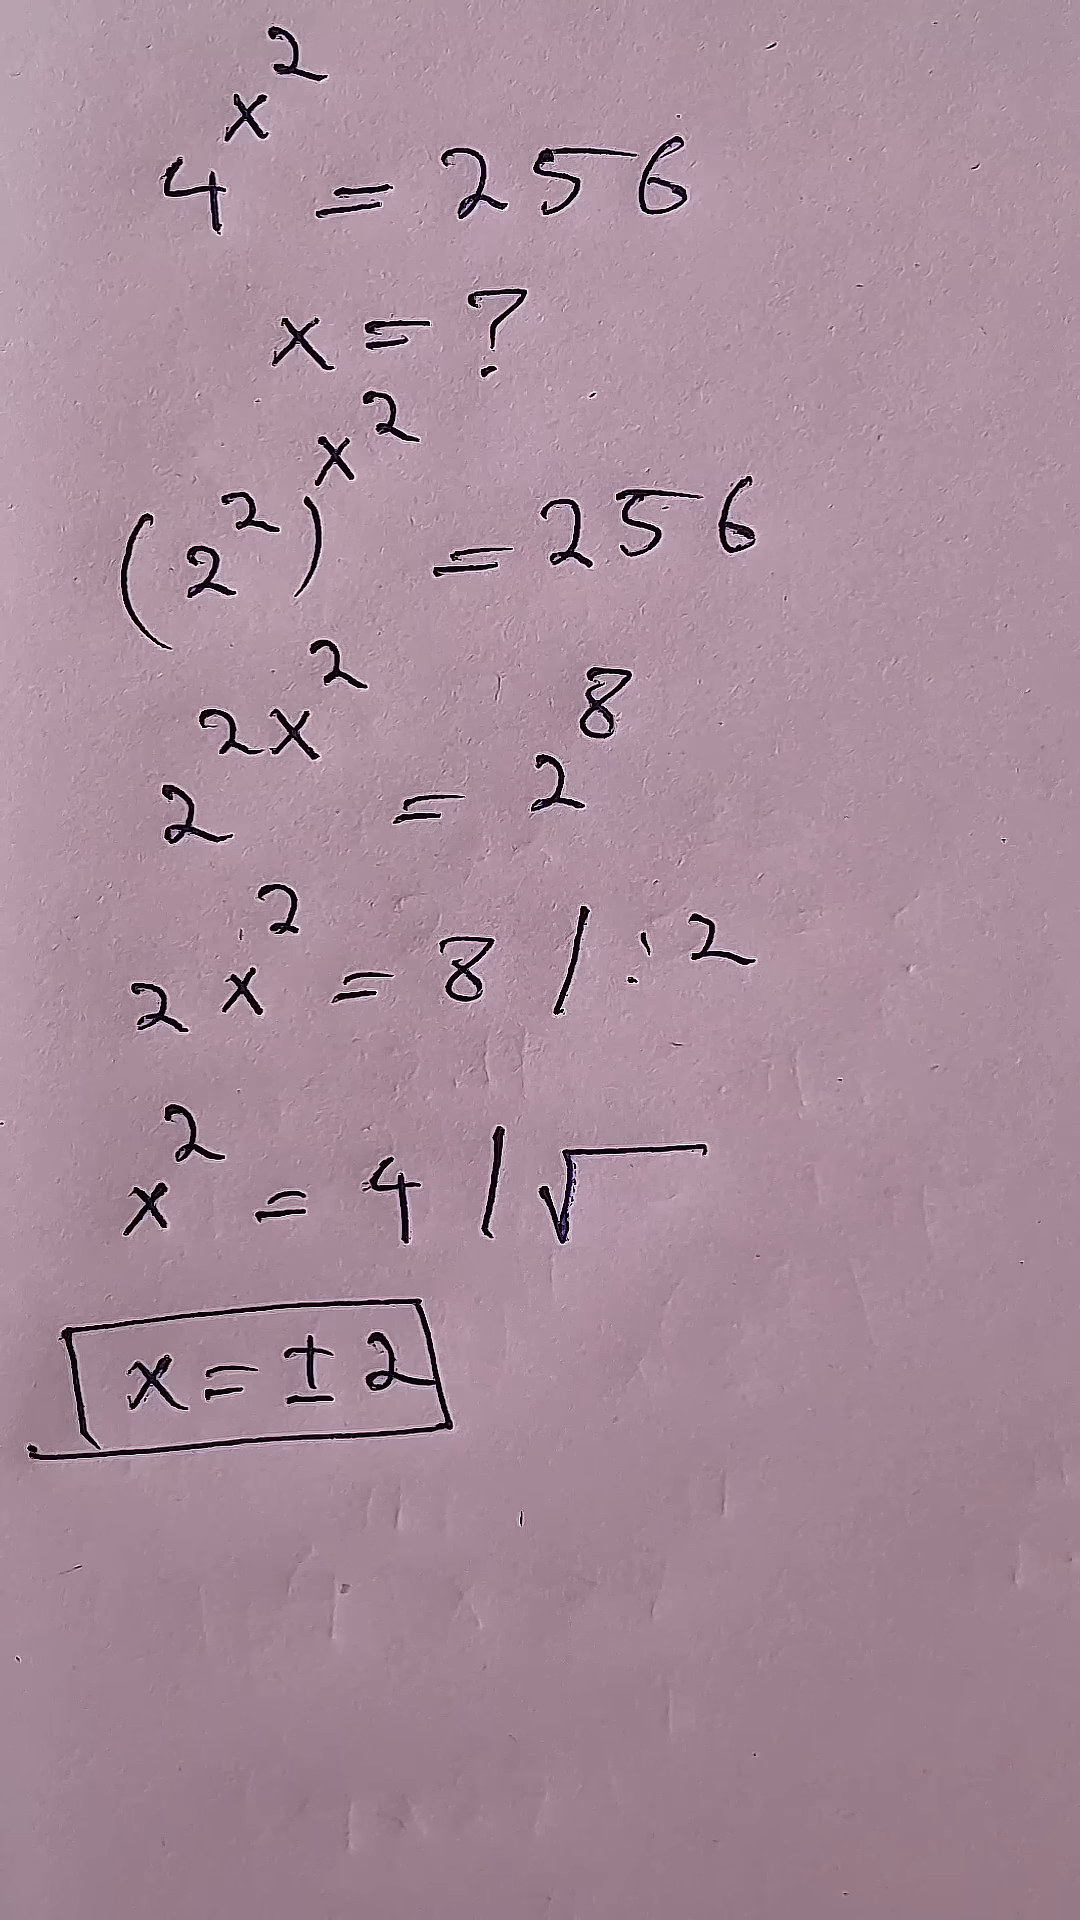 4^{x^2} = 256
x = ?
(2^2)^{x^2} = 256
2^{2x^2} = 2^8
2x^2 = 8 / : 2
x^2 = 4 / √
x = ± 2